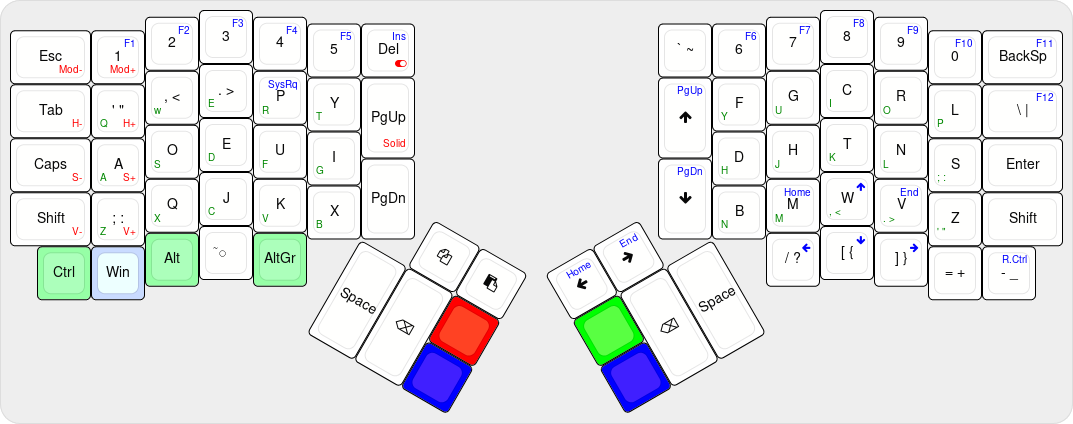 Esc Mod-
F1 1 Mod+
F2 2
F3 3
F4 4
F5 5
Ins Del
` ~
F6 6
F7 7
F8 8
F9 9
F10 0
F11 BackSp
Tab H-
' " Q H+
, < w
. > E
SysRq P R
Y T
PgUp Solid
PgUp ↑
F Y
G U
C I
R O
L P
F12 \ |
Caps S-
A A S+
O S
E D
U F
I G
PgDn
PgDn ↓
D H
H J
T K
N L
S ; :
Enter
Shift V-
; : Z V+
Q X
J C
K V
X B
B N
Home M M
W ↑ , <
End V . >
Z ' "
Shift
Ctrl
Win
Alt
~○
AltGr
/ ? ←
[ { ↓
] } →
= +
R.Ctrl - _
Space
⌫
Home ←
End →
⌫
Space